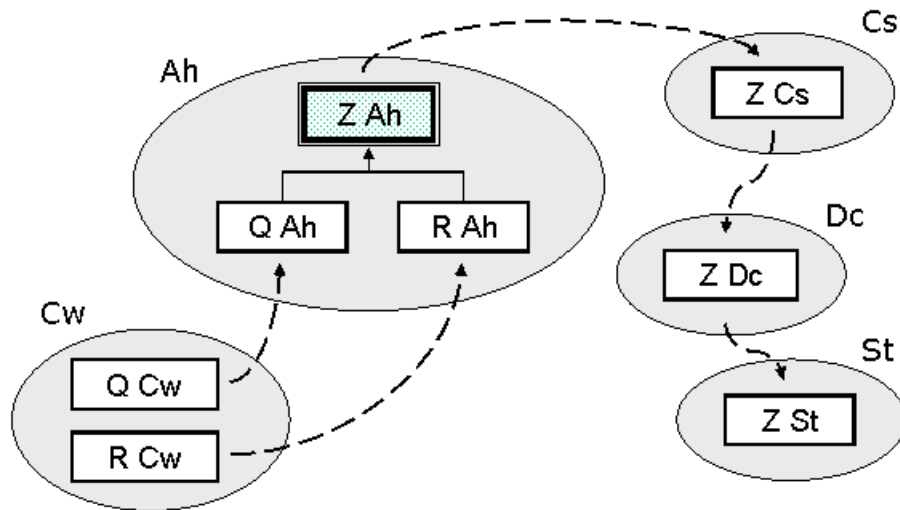 Cs
Ah
Z Ah
Z Cs
Q Ah
R Ah
Dc
Z Dc
Cw
Q Cw
St
Z St
R Cw